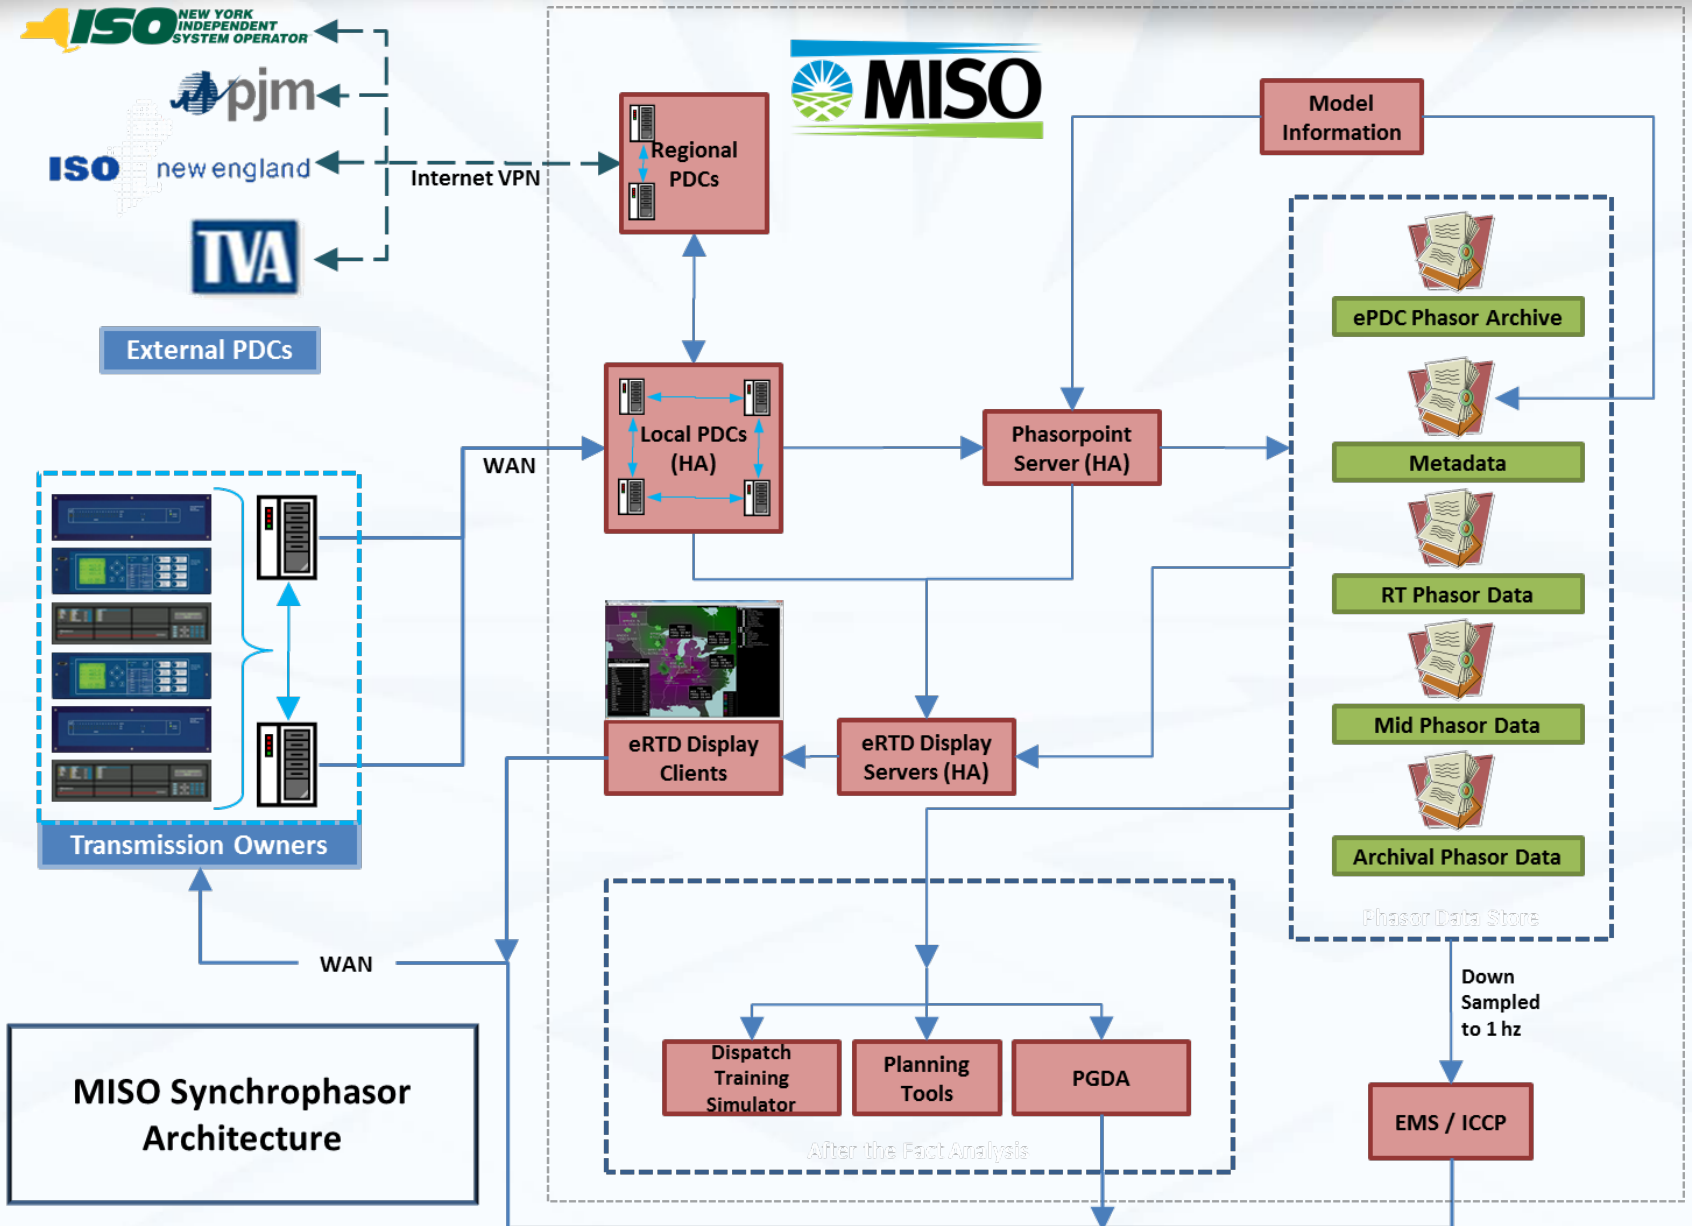 ISO NEW YORK
INDEPENDENT
SYSTEM OPERATOR
pjm
ISO new england
TVA
External PDCs
Internet VPN
MISO
Regional
PDCs
Model
Information
ePDC Phasor Archive
Metadata
RT Phasor Data
Mid Phasor Data
Archival Phasor Data
Phasor Data Store
Local PDCs
(HA)
Phasorpoint
Server (HA)
WAN
Transmission Owners
eRTD Display
Clients
eRTD Display
Servers (HA)
WAN
Down
Sampled
to 1 hz
Dispatch
Training
Simulator
Planning
Tools
PGDA
After the Fact Analysis
EMS / ICCP
MISO Synchrophasor
Architecture